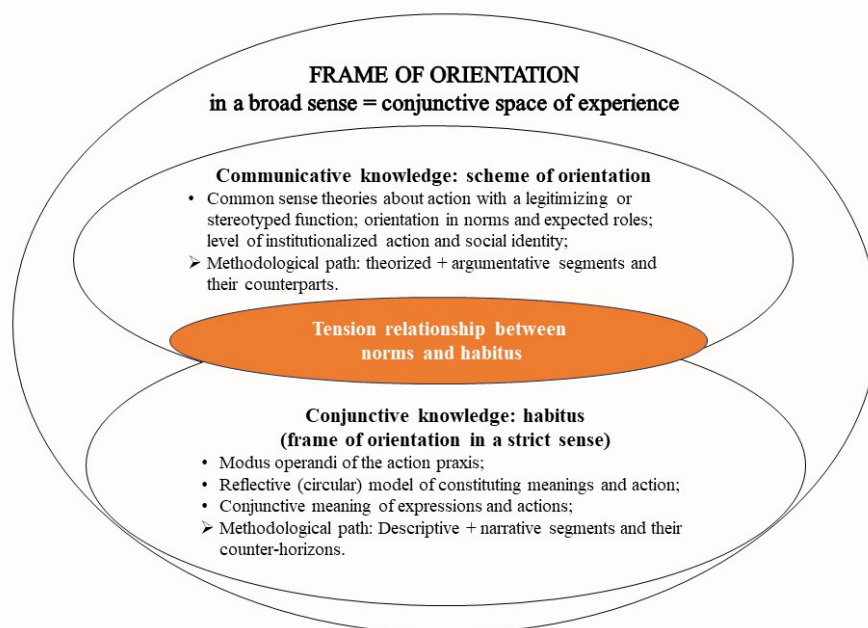 FRAME OF ORIENTATION
in a broad sense = conjunctive space of experience
Communicative knowledge: scheme of orientation
• Common sense theories about action with a legitimizing or
stereotyped function; orientation in norms and expected roles;
level of institutionalized action and social identity;
➢ Methodological path: theorized + argumentative segments and
their counterparts.
Tension relationship between
norms and habitus
Conjunctive knowledge: habitus
(frame of orientation in a strict sense)
• Modus operandi of the action praxis;
• Reflective (circular) model of constituting meanings and action;
• Conjunctive meaning of expressions and actions;
➢ Methodological path: Descriptive + narrative segments and their
counter-horizons.